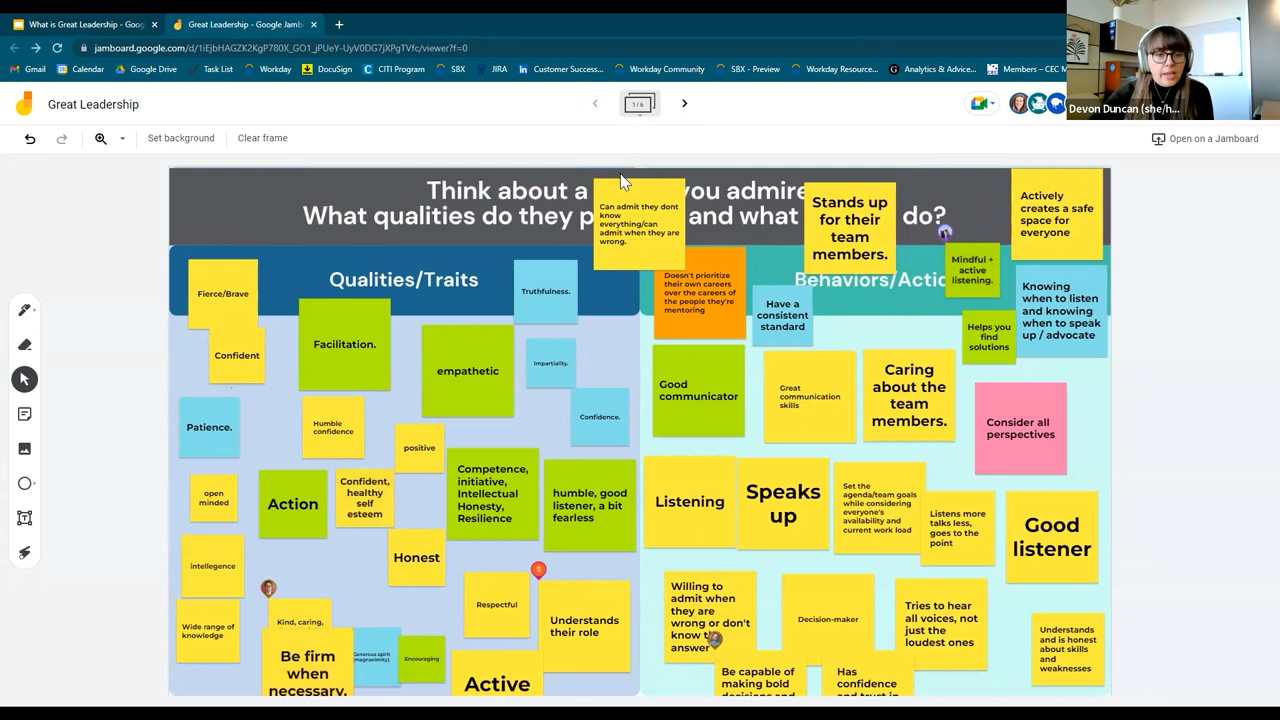 What is Great Leadership - Goog
Great Leadership - Google Jamb
jamboard.google.com/d/1iEjbHAGZK2KgP780X_GO1_jPUeY-UyV0DG7jXPgTVfc/viewer?f=0
Gmail
Calendar
Google Drive
Task List
Workday
DocuSign
CITI Program
SBX
JIRA
Customer Success...
Workday Community
SBX - Preview
Workday Resource...
Analytics & Advice...
Members – CEC M
Devon Duncan (she/h...
Great Leadership
1 / 6
Set background
Clear frame
Open on a Jamboard
Think about a
you admire
What qualities do they p
and what
do?
Can admit they dont
know
everything/can
admit when they are
wrong.
Stands up
for their
team
members.
Actively
creates a safe
space for
everyone
Qualities/Traits
Behaviors/Actio
Fierce/Brave
Confident
Facilitation.
empathetic
Truthfulness.
Impartiality.
Confidence.
Patience.
Humble
confidence
positive
open
minded
Action
Confident,
healthy
self
esteem
Competence,
initiative,
Intellectual
Honesty,
Resilience
humble, good
listener, a bit
fearless
Honest
intellegence
Wide range of
knowledge
Kind, caring,
Be firm
when
necessary.
Generous spirit
(magnanimity).
Encouraging
Respectful
Understands
their role
Active
Doesn't prioritize
their own careers
over the careers of
the people they're
mentoring
Have a
consistent
standard
Mindful +
active
listening.
Knowing
when to listen
and knowing
when to speak
up / advocate
Helps you
find
solutions
Good
communicator
Great
communication
skills
Caring
about the
team
members.
Consider all
perspectives
Listening
Speaks
up
Set the
agenda/team goals
while considering
everyone's
availability and
current work load
Listens more
talks less,
goes to the
point
Good
listener
Willing to
admit when
they are
wrong or don't
know t
answer
Decision-maker
Tries to hear
all voices, not
just the
loudest ones
Understands
and is honest
about skills
and
weaknesses
Be capable of
making bold
decisions and
Has
confidence
and trust in
S